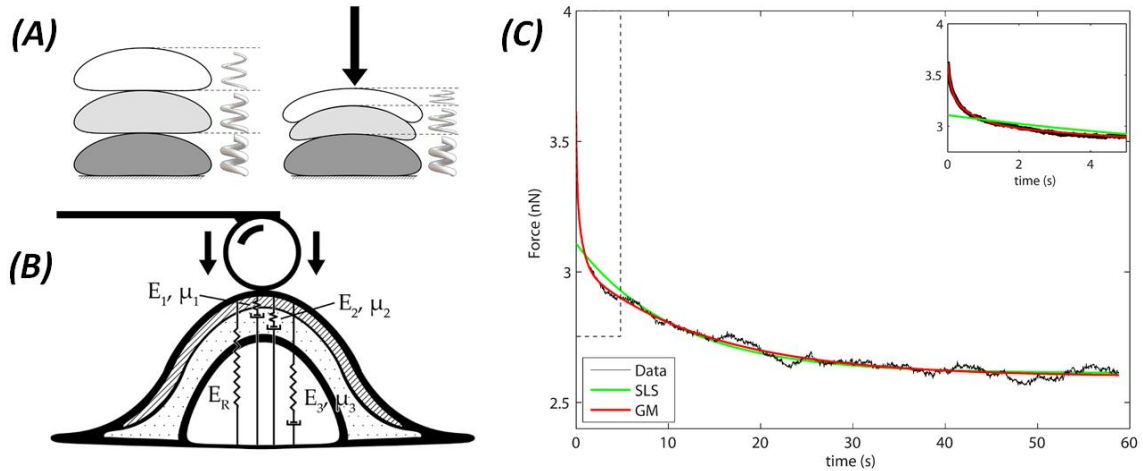 (A)
(B)
E1, μ1
E2, μ2
ER
E3, μ3
(C)
4
3.5
3
2.5
Force (nN)
0
10
20
30
40
50
60
time (s)
Data
SLS
GM
3.5
3
0
2
4
time (s)